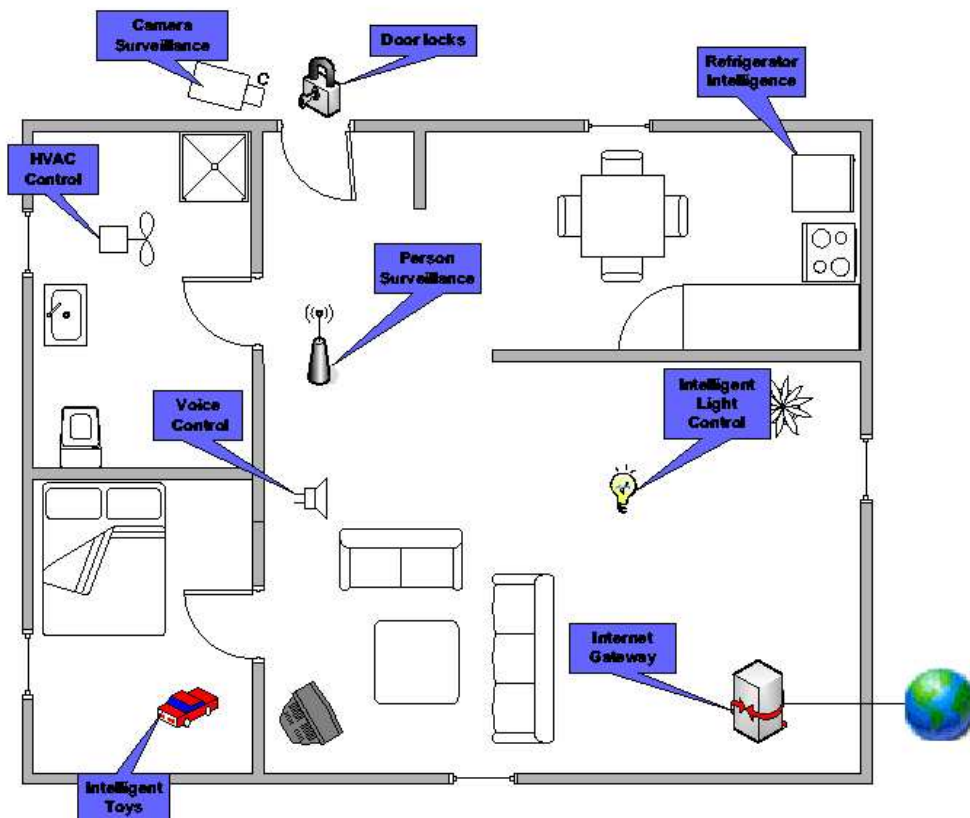 Camera
Surveillance
Door locks
C
Refrigerator
Intelligence
HVAC
Control
Person
Surveillance
Voice
Control
Intelligent
Light
Control
Internet
Gateway
Intelligent
Toys